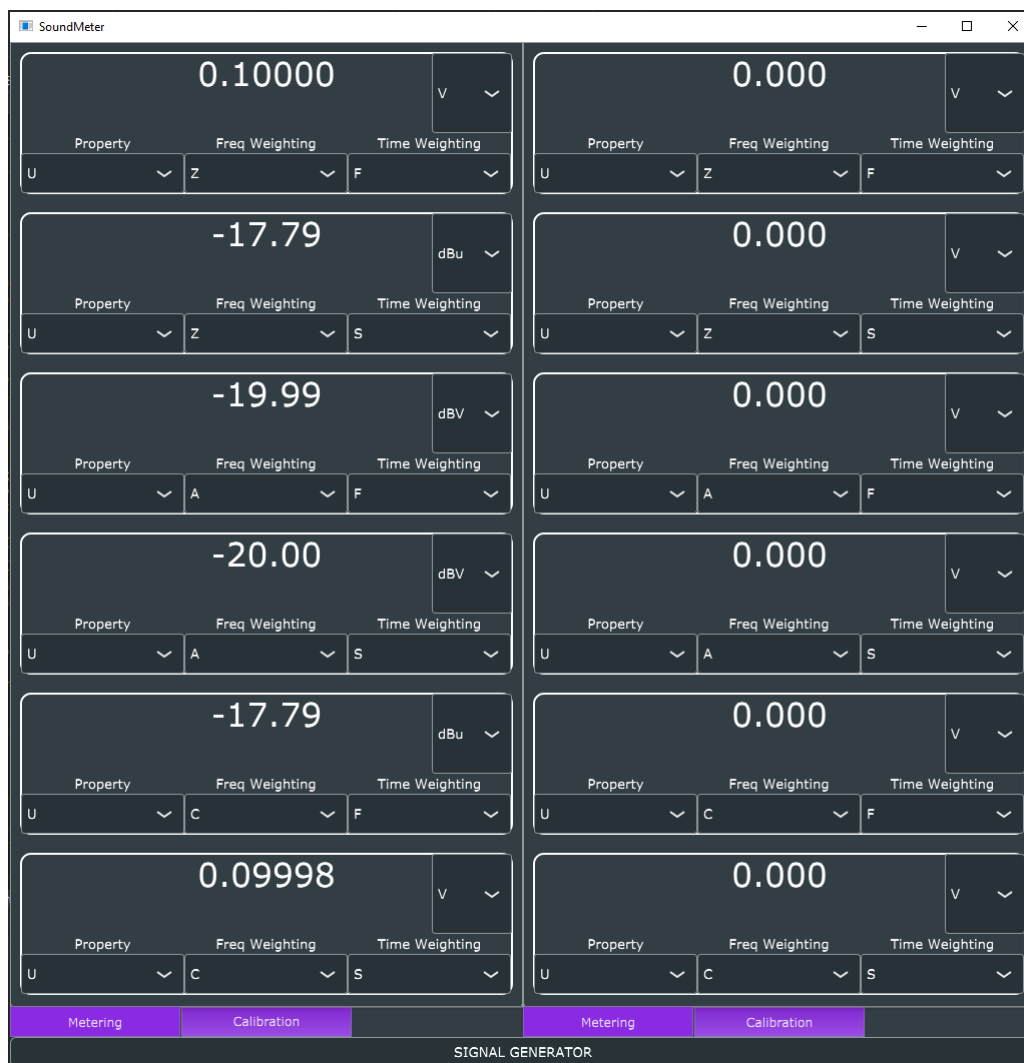 SoundMeter
0.10000 V
Property Freq Weighting Time Weighting
U Z F
-17.79 dBu
Property Freq Weighting Time Weighting
U Z S
-19.99 dBV
Property Freq Weighting Time Weighting
U A F
-20.00 dBV
Property Freq Weighting Time Weighting
U A S
-17.79 dBu
Property Freq Weighting Time Weighting
U C F
0.09998 V
Property Freq Weighting Time Weighting
U C S
Metering Calibration
0.000 V
Property Freq Weighting Time Weighting
U Z F
0.000 V
Property Freq Weighting Time Weighting
U Z S
0.000 V
Property Freq Weighting Time Weighting
U A F
0.000 V
Property Freq Weighting Time Weighting
U A S
0.000 V
Property Freq Weighting Time Weighting
U C F
0.000 V
Property Freq Weighting Time Weighting
U C S
Metering Calibration
SIGNAL GENERATOR